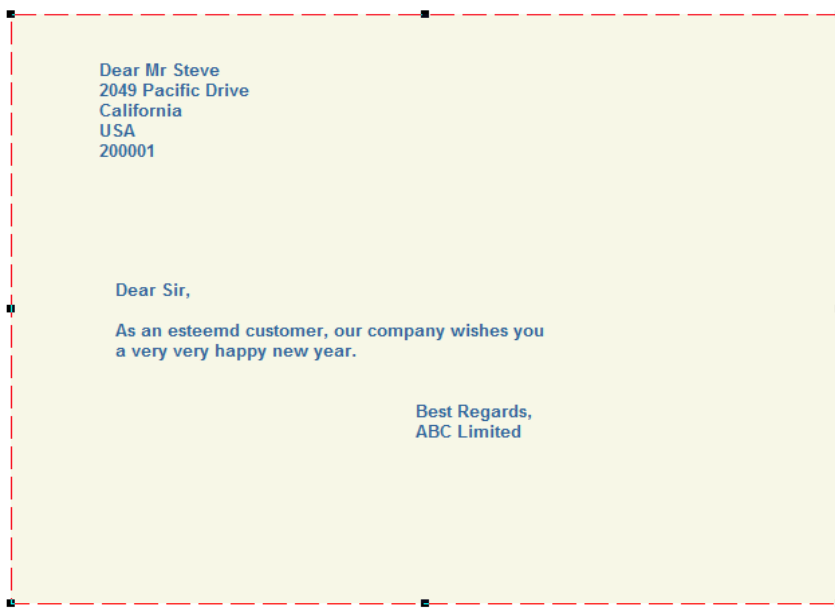 Dear Mr Steve
2049 Pacific Drive
California
USA
200001
Dear Sir,
As an esteemd customer, our company wishes you
a very very happy new year.
Best Regards,
ABC Limited